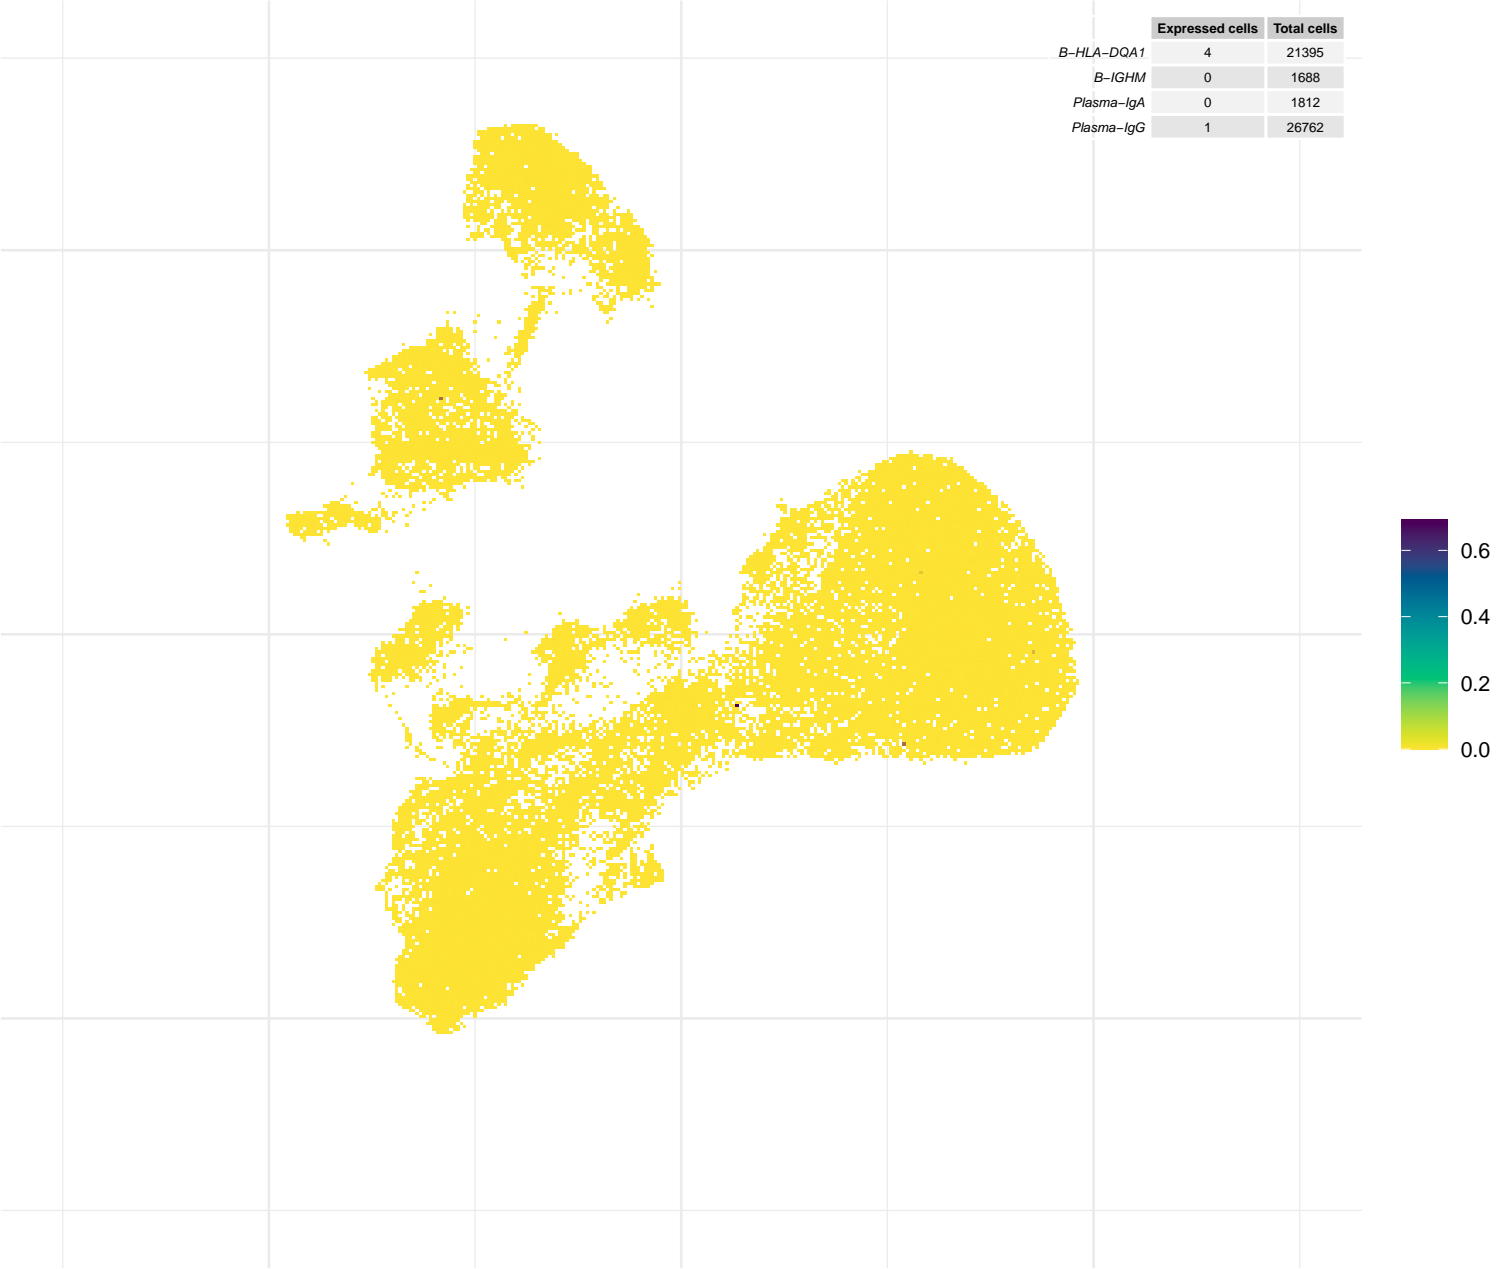 Expressed cells Total cells
B−HLA−DQA1 4 21395
B−IGHM 0 1688
Plasma−IgA 0 1812
Plasma−IgG 1 26762
0.6
0.4
0.2
0.0